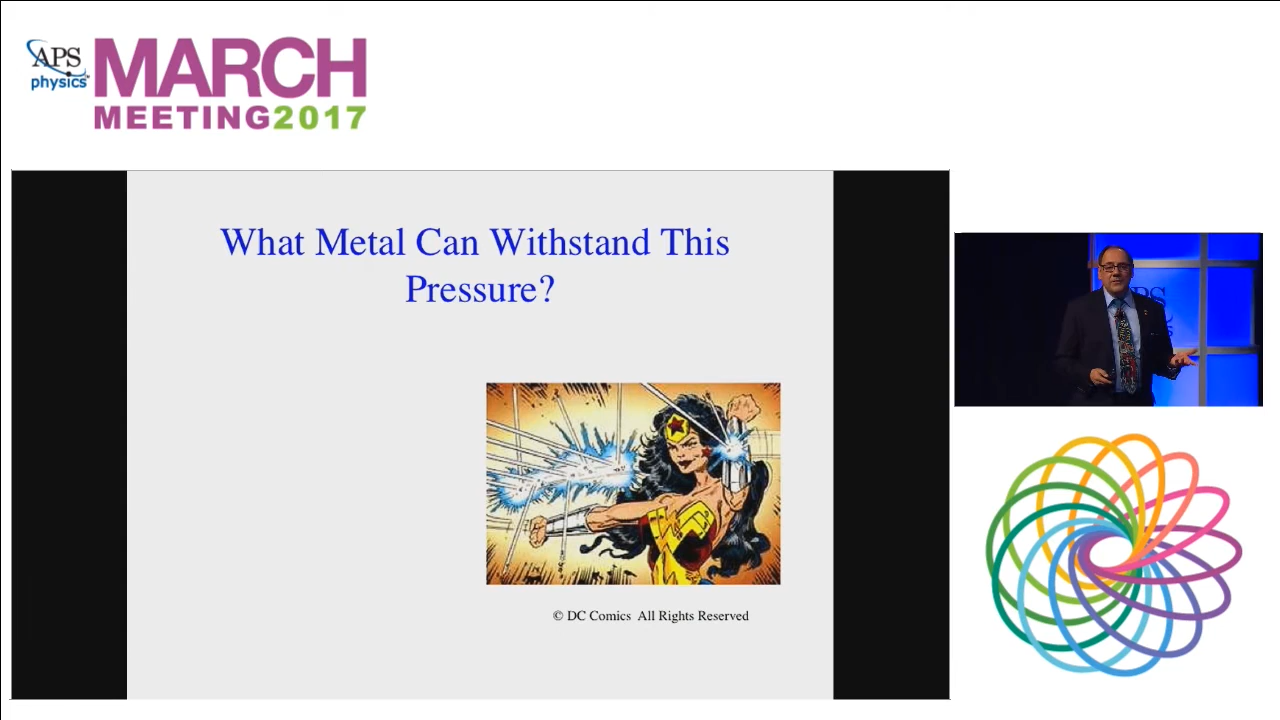 APS
physics
MARCH
MEETING2017
What Metal Can Withstand This
Pressure?
© DC Comics All Rights Reserved